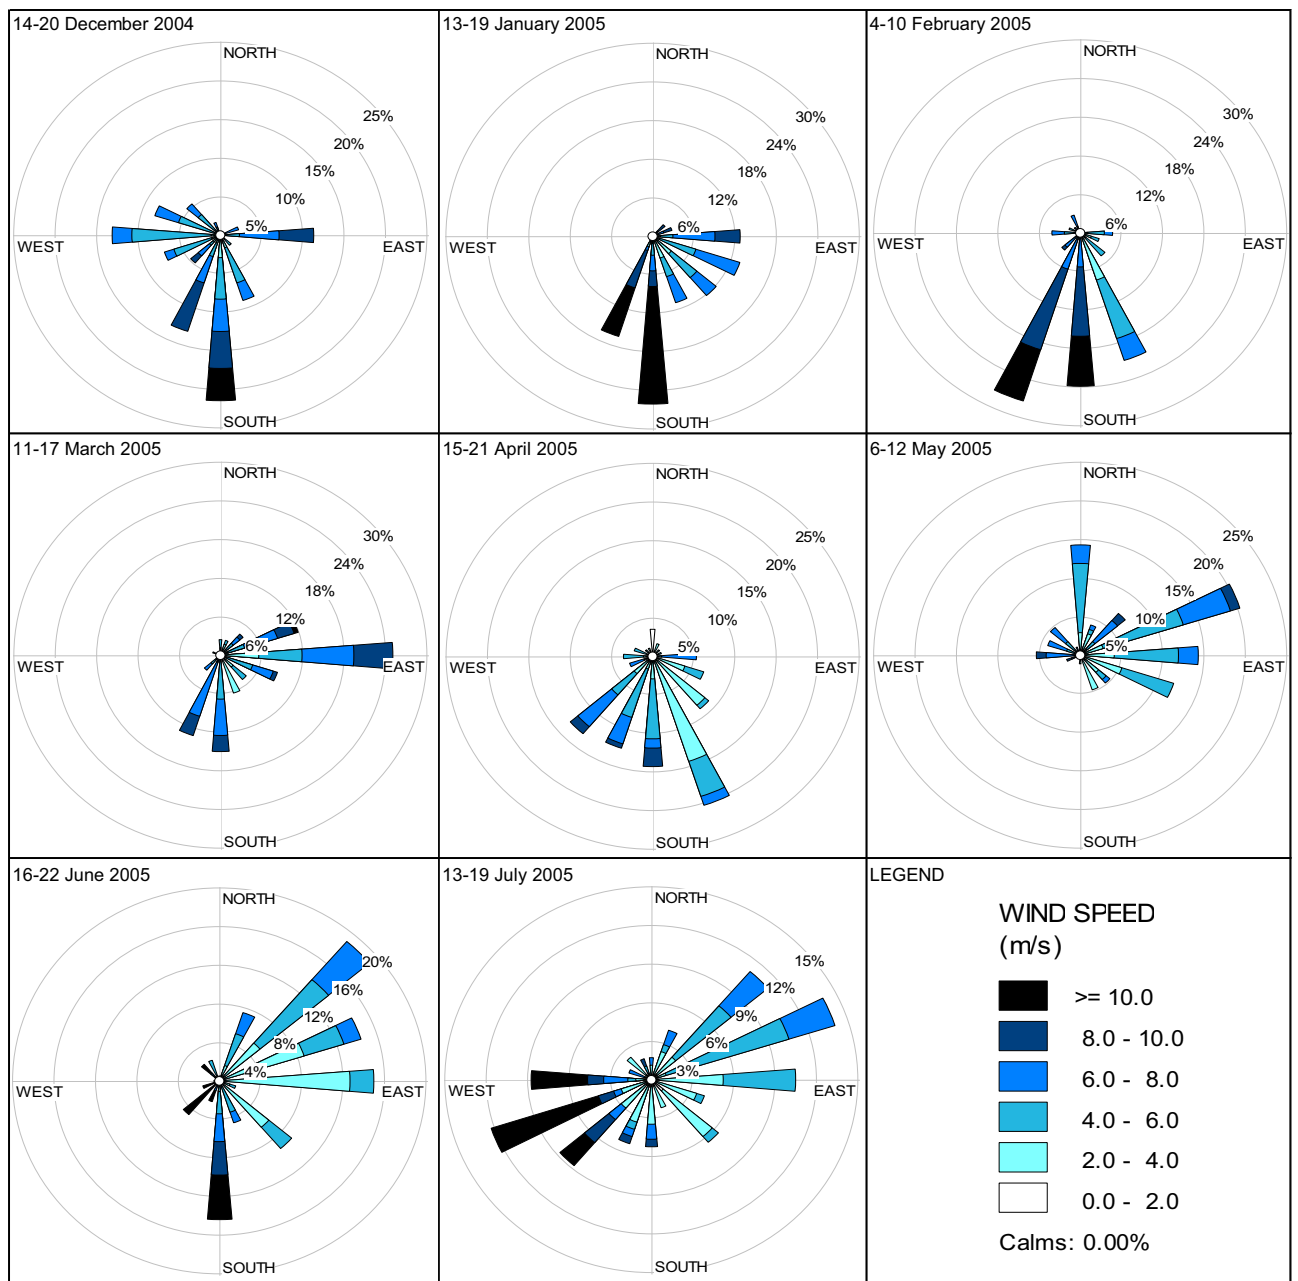 14-20 December 2004
NORTH
25%
20%
15%
10%
5%
WEST
EAST
SOUTH
13-19 January 2005
NORTH
30%
24%
18%
12%
6%
WEST
EAST
SOUTH
4-10 February 2005
NORTH
30%
24%
18%
12%
6%
WEST
EAST
SOUTH
11-17 March 2005
NORTH
30%
24%
18%
12%
6%
WEST
EAST
SOUTH
15-21 April 2005
NORTH
25%
20%
15%
10%
5%
WEST
EAST
SOUTH
6-12 May 2005
NORTH
25%
20%
15%
10%
5%
WEST
EAST
SOUTH
16-22 June 2005
NORTH
20%
16%
12%
8%
4%
WEST
EAST
SOUTH
13-19 July 2005
NORTH
15%
12%
9%
6%
3%
WEST
EAST
SOUTH
LEGEND
WIND SPEED
(m/s)
>= 10.0
8.0 - 10.0
6.0 - 8.0
4.0 - 6.0
2.0 - 4.0
0.0 - 2.0
Calms: 0.00%